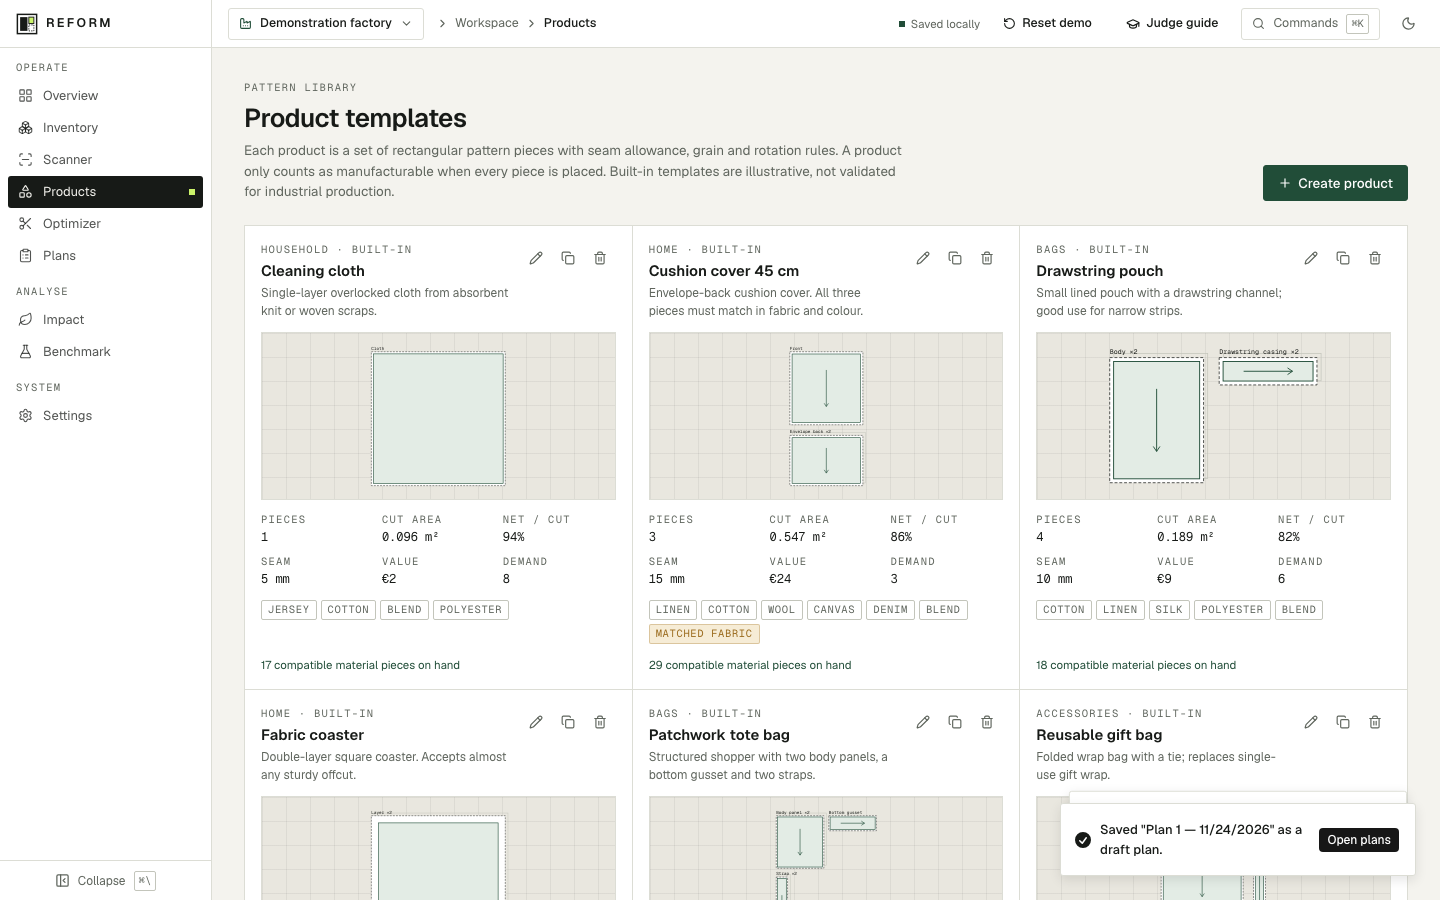 REFORM
Demonstration factory
Workspace
Products
Saved locally
Reset demo
Judge guide
Commands
⌘K
OPERATE
Overview
Inventory
Scanner
Products
Optimizer
Plans
ANALYSE
Impact
Benchmark
SYSTEM
Settings
Collapse
⌘\
PATTERN LIBRARY
Product templates
Each product is a set of rectangular pattern pieces with seam allowance, grain and rotation rules. A product
only counts as manufacturable when every piece is placed. Built-in templates are illustrative, not validated
for industrial production.
Create product
HOUSEHOLD · BUILT-IN
Cleaning cloth
Single-layer overlocked cloth from absorbent
knit or woven scraps.
Cloth
PIECES CUT AREA NET / CUT
1 0.096 m² 94%
SEAM VALUE DEMAND
5 mm €2 8
JERSEY COTTON BLEND POLYESTER
17 compatible material pieces on hand
HOME · BUILT-IN
Cushion cover 45 cm
Envelope-back cushion cover. All three
pieces must match in fabric and colour.
Front
Envelope back ×2
PIECES CUT AREA NET / CUT
3 0.547 m² 86%
SEAM VALUE DEMAND
15 mm €24 3
LINEN COTTON WOOL CANVAS DENIM BLEND
MATCHED FABRIC
29 compatible material pieces on hand
BAGS · BUILT-IN
Drawstring pouch
Small lined pouch with a drawstring channel;
good use for narrow strips.
Body ×2
Drawstring casing ×2
PIECES CUT AREA NET / CUT
4 0.189 m² 82%
SEAM VALUE DEMAND
10 mm €9 6
COTTON LINEN SILK POLYESTER BLEND
18 compatible material pieces on hand
HOME · BUILT-IN
Fabric coaster
Double-layer square coaster. Accepts almost
any sturdy offcut.
Layer ×2
BAGS · BUILT-IN
Patchwork tote bag
Structured shopper with two body panels, a
bottom gusset and two straps.
Body panel ×2
Bottom gusset
Strap ×2
ACCESSORIES · BUILT-IN
Reusable gift bag
Folded wrap bag with a tie; replaces single-
use gift wrap.
Saved "Plan 1 — 11/24/2026" as a
draft plan.
Open plans